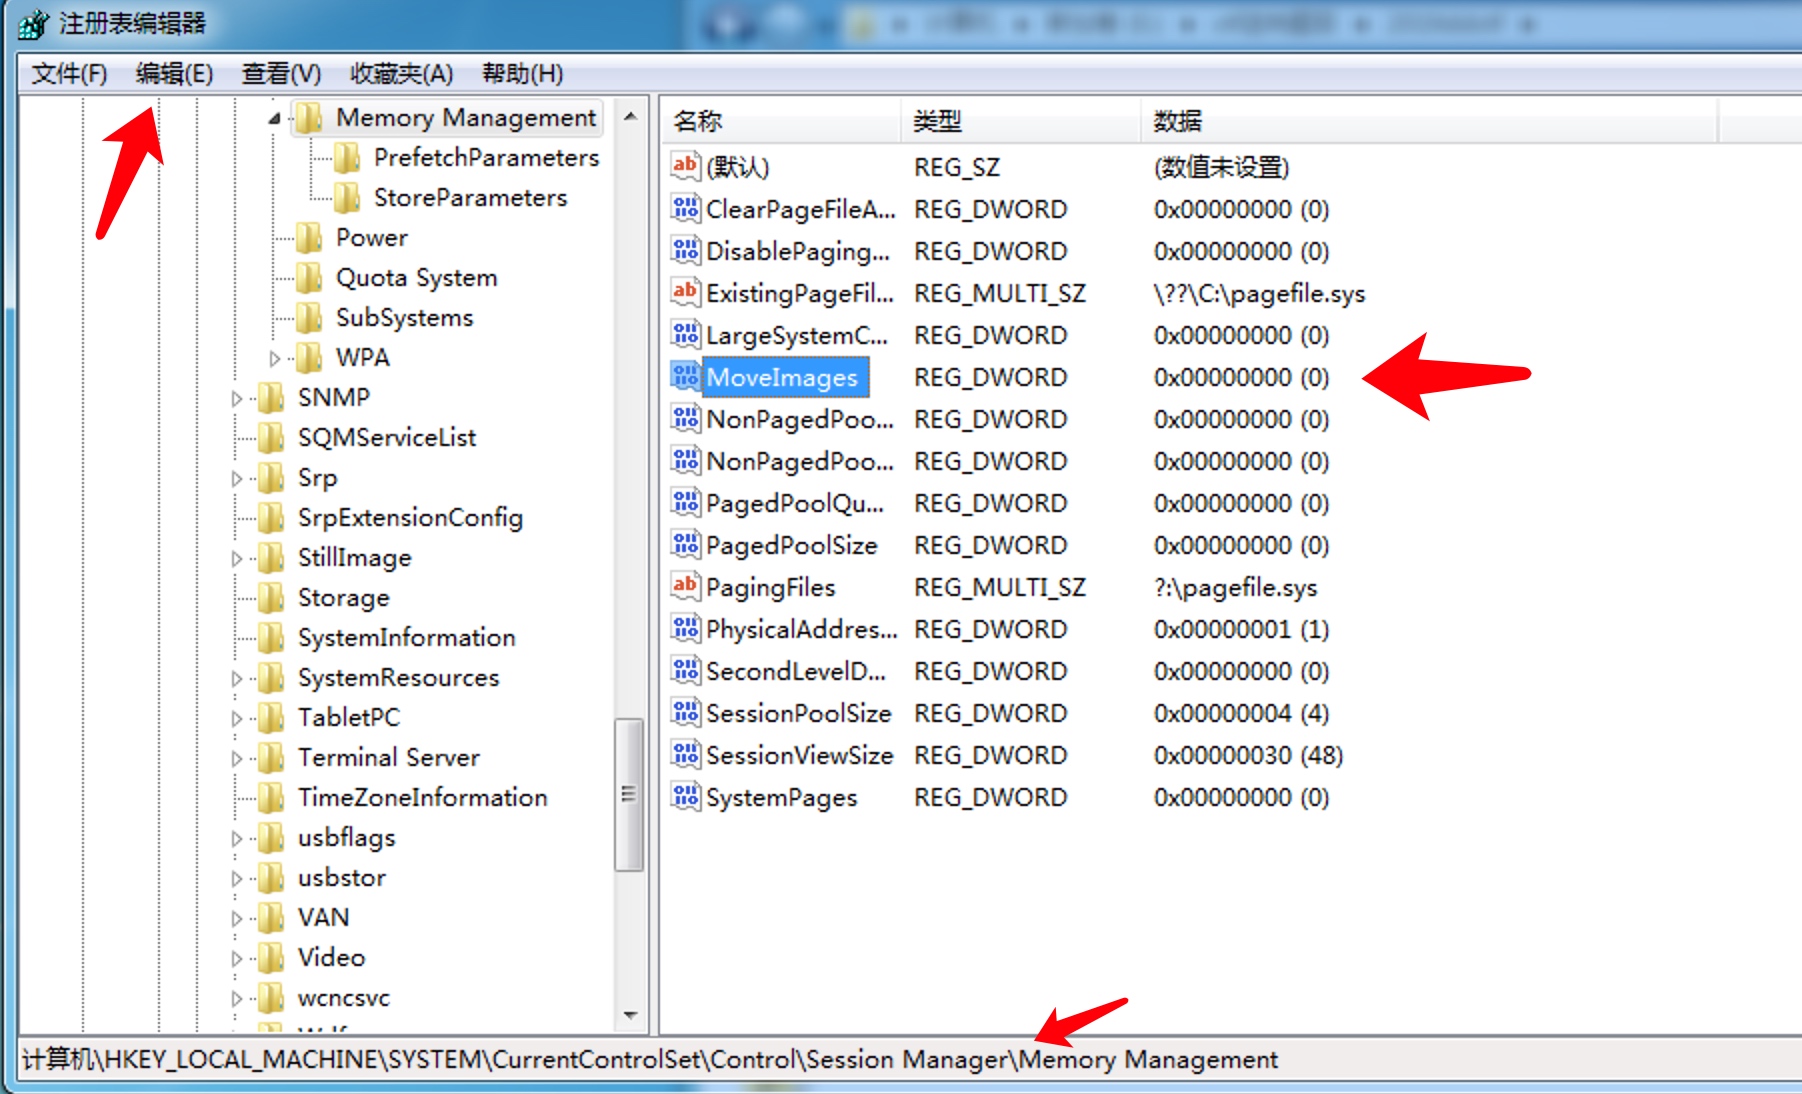 注册表编辑器
文件(F) 编辑(E) 查看(V) 收藏夹(A) 帮助(H)
Memory Management
PrefetchParameters
StoreParameters
Power
Quota System
SubSystems
WPA
SNMP
SQMServiceList
Srp
SrpExtensionConfig
StillImage
Storage
SystemInformation
SystemResources
TabletPC
Terminal Server
TimeZoneInformation
usbflags
usbstor
VAN
Video
wcncsvc
名称 类型 数据
(默认) REG_SZ (数值未设置)
ClearPageFileA... REG_DWORD 0x00000000 (0)
DisablePaging... REG_DWORD 0x00000000 (0)
ExistingPageFil... REG_MULTI_SZ \??\C:\pagefile.sys
LargeSystemC... REG_DWORD 0x00000000 (0)
MoveImages REG_DWORD 0x00000000 (0)
NonPagedPoo... REG_DWORD 0x00000000 (0)
NonPagedPoo... REG_DWORD 0x00000000 (0)
PagedPoolQu... REG_DWORD 0x00000000 (0)
PagedPoolSize REG_DWORD 0x00000000 (0)
PagingFiles REG_MULTI_SZ ?:\pagefile.sys
PhysicalAddres... REG_DWORD 0x00000001 (1)
SecondLevelD... REG_DWORD 0x00000000 (0)
SessionPoolSize REG_DWORD 0x00000004 (4)
SessionViewSize REG_DWORD 0x00000030 (48)
SystemPages REG_DWORD 0x00000000 (0)
计算机\HKEY_LOCAL_MACHINE\SYSTEM\CurrentControlSet\Control\Session Manager\Memory Management